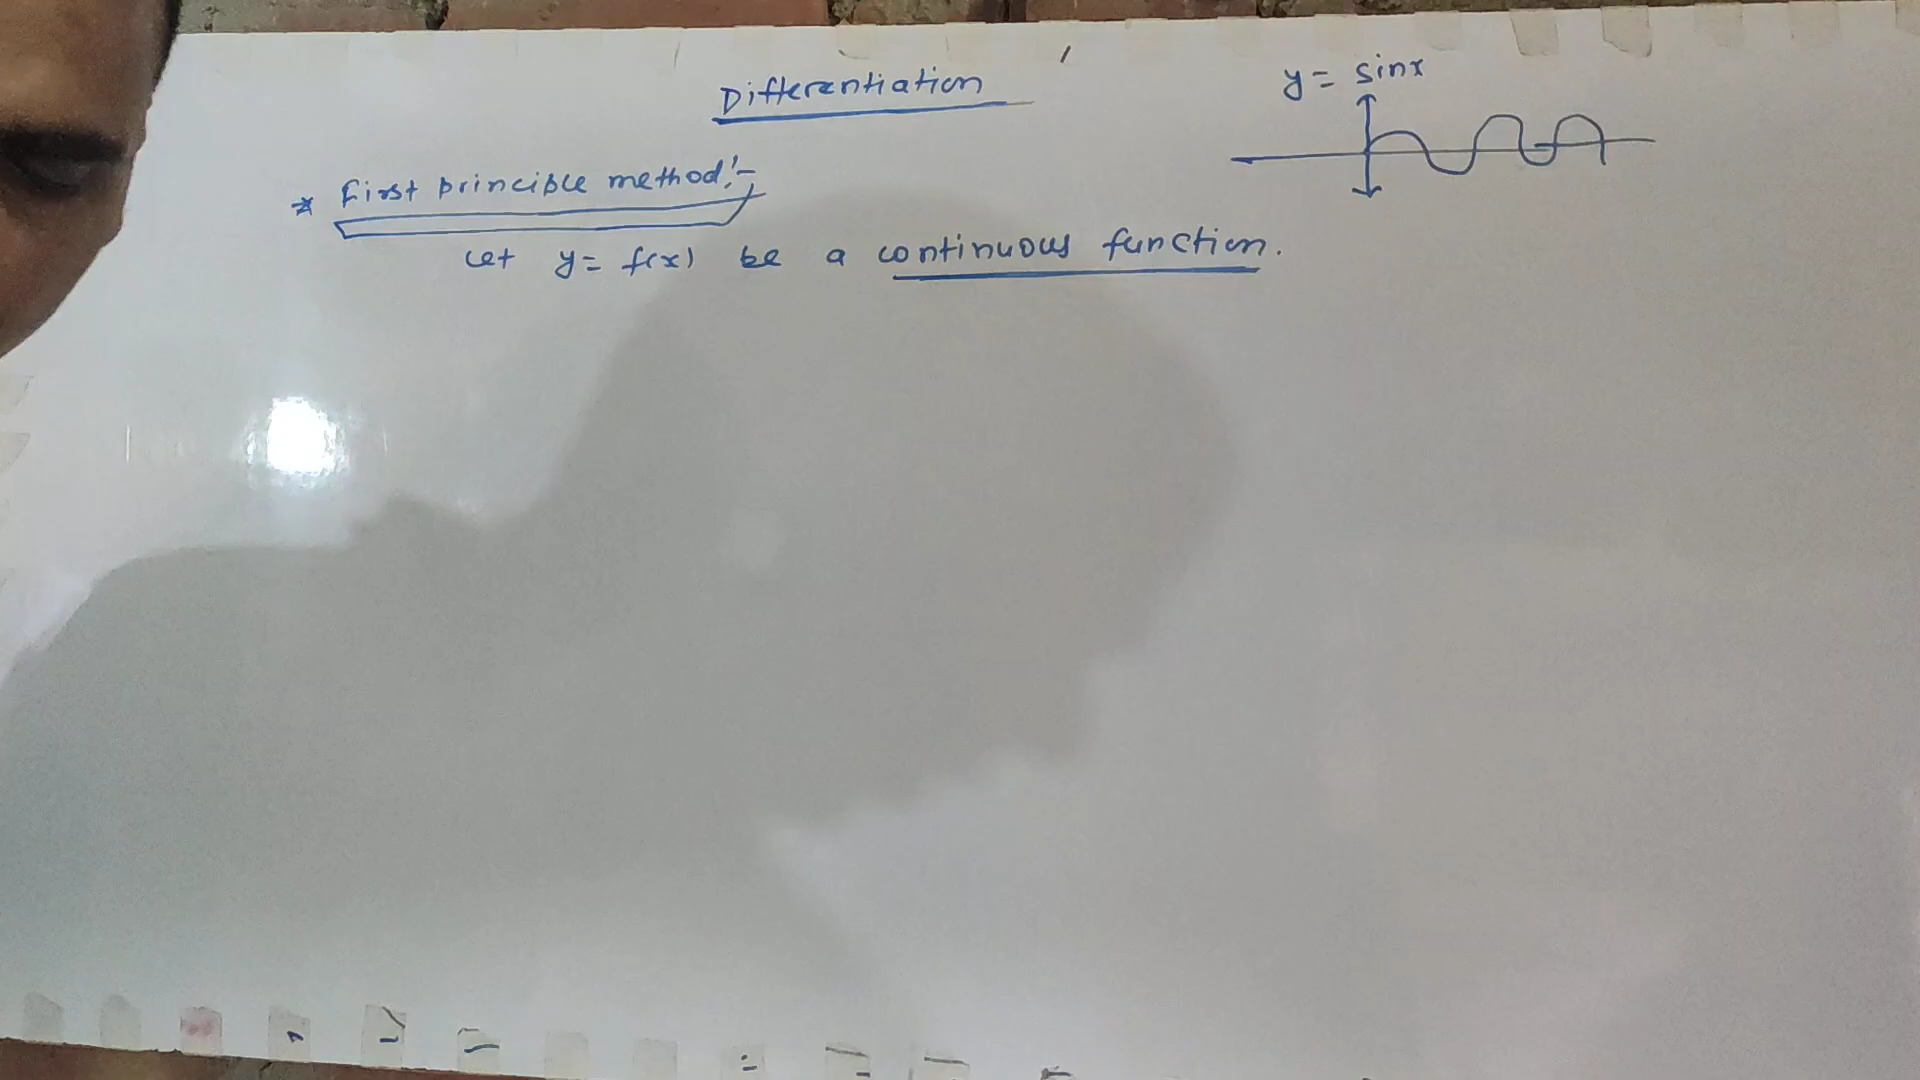 Differentiation
y = sinx
* First principle method:-
Let y = f(x) be a continuous function.